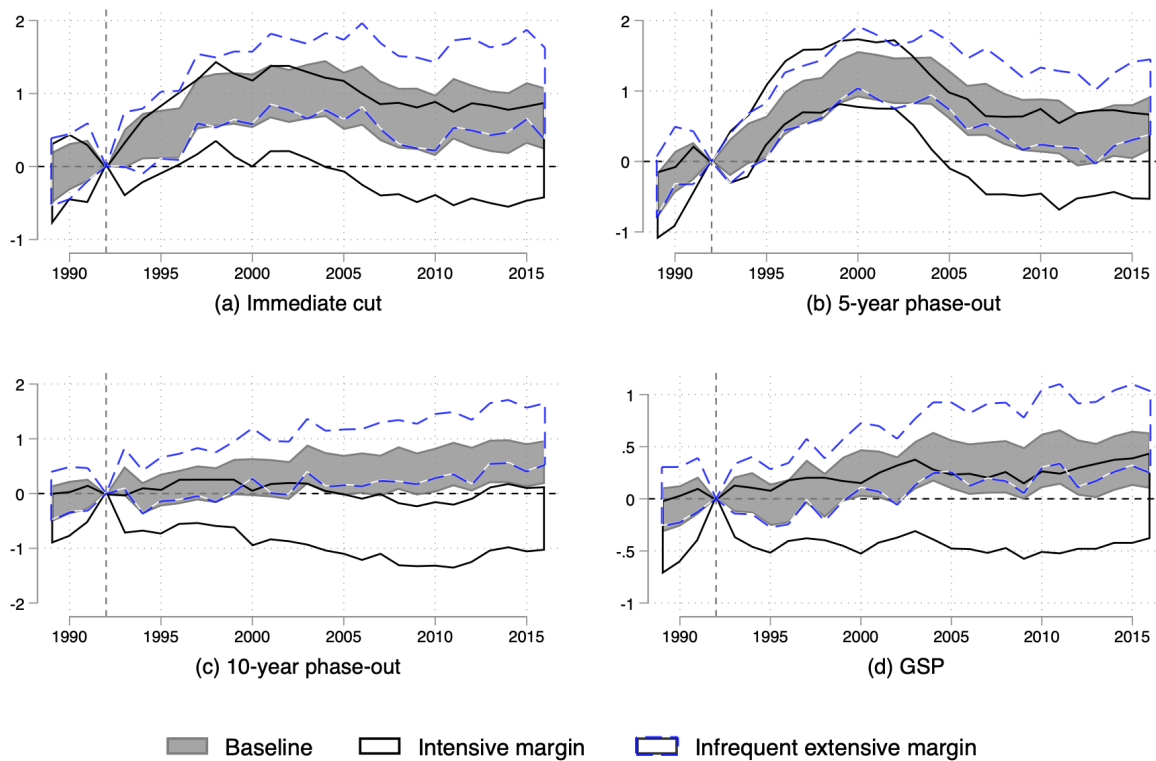 2
1
0
-1
1990 1995 2000 2005 2010 2015
(a) Immediate cut
2
1
0
-1
1990 1995 2000 2005 2010 2015
(b) 5-year phase-out
2
1
0
-1
-2
1990 1995 2000 2005 2010 2015
(c) 10-year phase-out
1
.5
0
-.5
-1
1990 1995 2000 2005 2010 2015
(d) GSP
Baseline Intensive margin Infrequent extensive margin